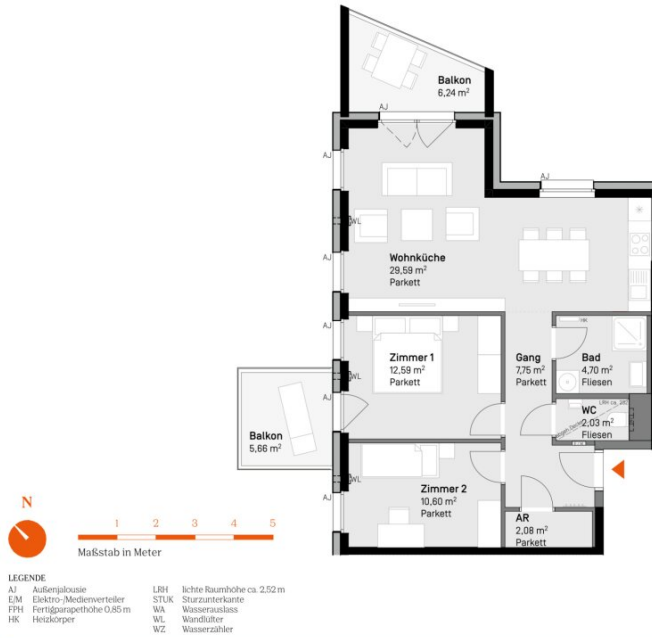 Balkon
6,24 m²
AJ
AJ
AJ
WL
Wohnküche
29,59 m²
Parkett
AJ
AJ
Zimmer 1
12,59 m²
Parkett
Gang
7,75 m²
Parkett
Bad
4,70 m²
Fliesen
WL
AJ
LRH ca.
WC
2,03 m²
Fliesen
Balkon
5,66 m²
WL
Zimmer 2
10,60 m²
Parkett
AJ
AR
2,08 m²
Parkett
N
1 2 3 4 5
Maßstab in Meter
LEGENDE
AJ Außenjalousie
E/M Elektro-/Medienverteiler
FPH Fertigparapethöhe 0,85 m
HK Heizkörper
LRH lichte Raumhöhe ca. 2,52 m
STUK Sturzunterkante
WA Wasserauslass
WL Wandlüfter
WZ Wasserzähler